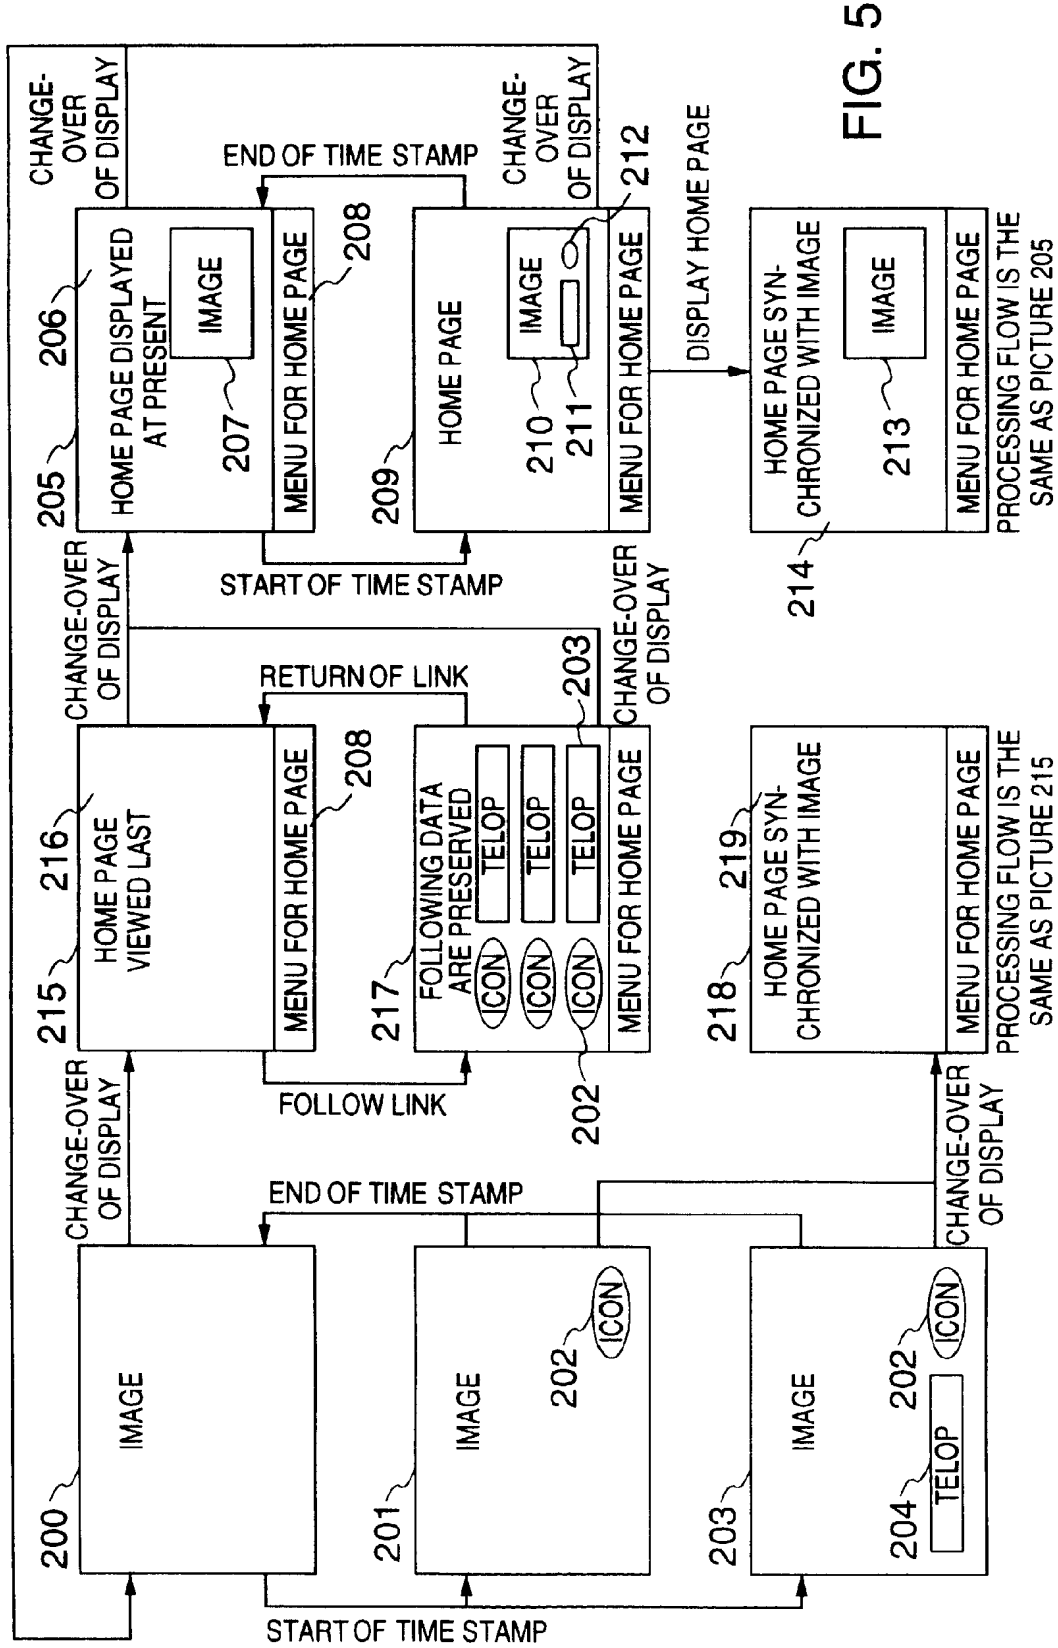 200
IMAGE
CHANGE-OVER
OF DISPLAY
START OF TIME STAMP
END OF TIME STAMP
201
IMAGE
202
ICON
203
IMAGE
204
TELOP
202
ICON
CHANGE-OVER
OF DISPLAY
215
216
HOME PAGE
VIEWED LAST
MENU FOR HOME PAGE
208
CHANGE-OVER
OF DISPLAY
FOLLOW LINK
RETURN OF LINK
217
FOLLOWING DATA
ARE PRESERVED
ICON
TELOP
ICON
TELOP
ICON
TELOP
202
203
MENU FOR HOME PAGE
CHANGE-OVER
OF DISPLAY
218
219
HOME PAGE SYN-
CHRONIZED WITH IMAGE
MENU FOR HOME PAGE
PROCESSING FLOW IS THE
SAME AS PICTURE 215
205
206
HOME PAGE DISPLAYED
AT PRESENT
207
IMAGE
MENU FOR HOME PAGE
208
CHANGE-
OVER
OF DISPLAY
START OF TIME STAMP
END OF TIME STAMP
209
HOME PAGE
210
IMAGE
211
212
MENU FOR HOME PAGE
CHANGE-
OVER
OF DISPLAY
DISPLAY HOME PAGE
214
HOME PAGE SYN-
CHRONIZED WITH IMAGE
213
IMAGE
MENU FOR HOME PAGE
PROCESSING FLOW IS THE
SAME AS PICTURE 205
FIG. 5